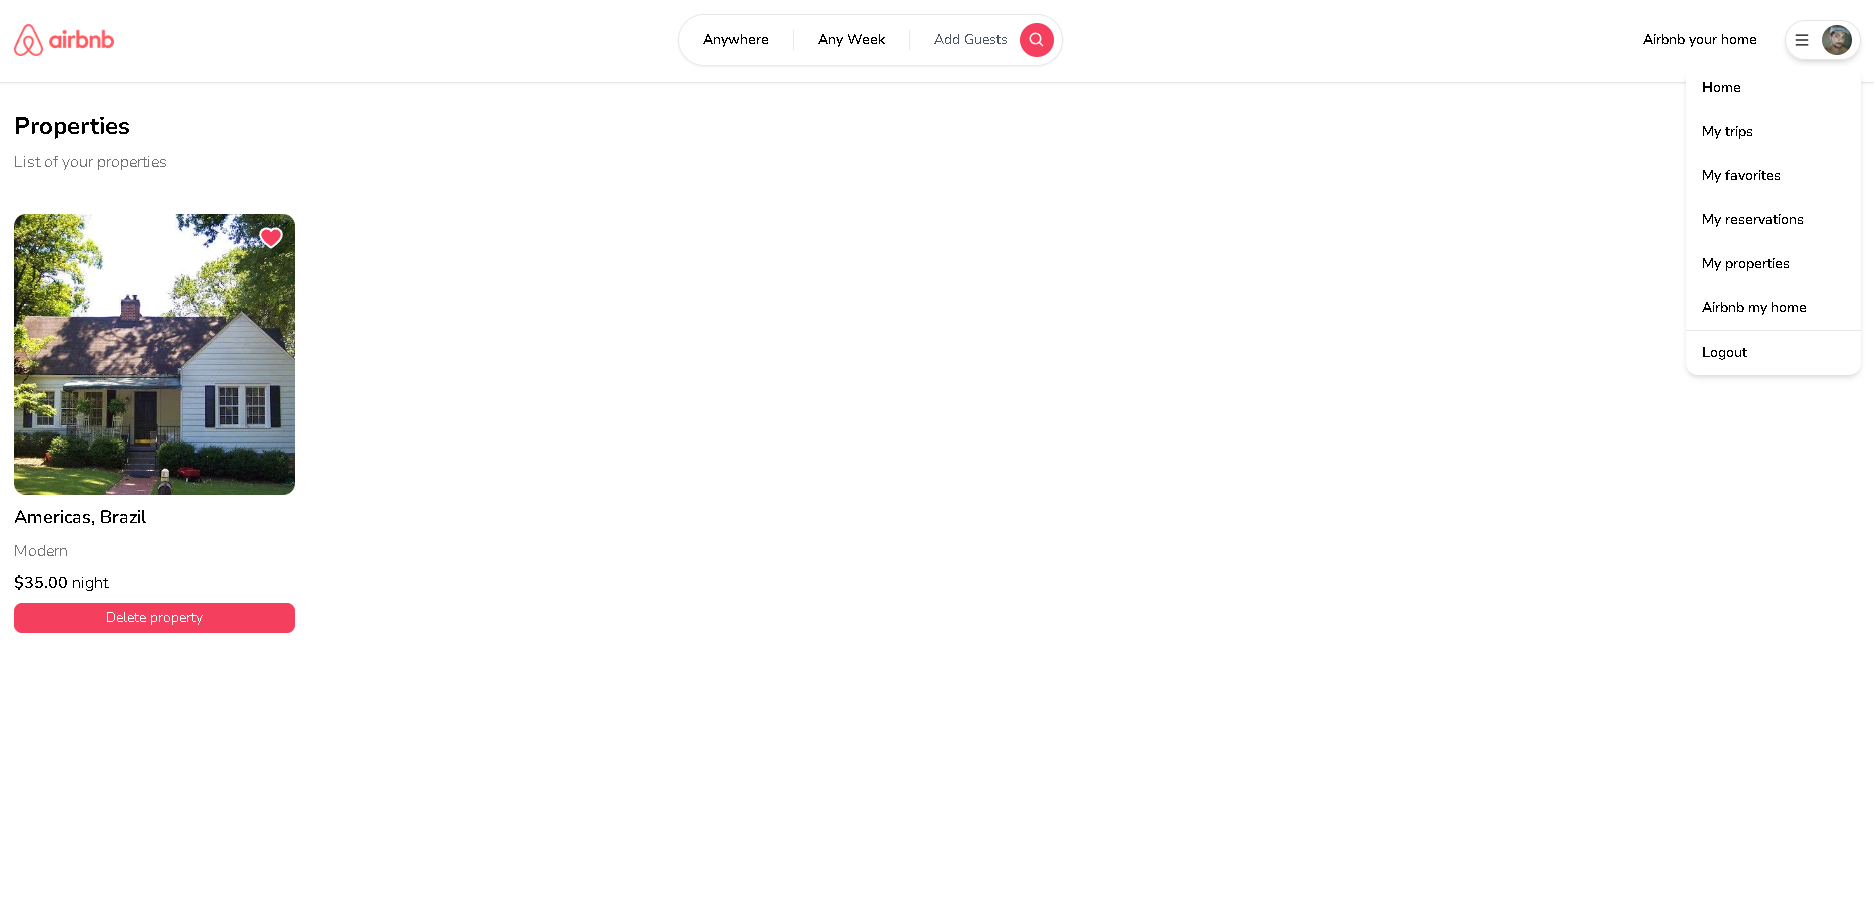 airbnb
Anywhere
Any Week
Add Guests
Airbnb your home
Home
My trips
My favorites
My reservations
My properties
Airbnb my home
Logout
Properties
List of your properties
Americas, Brazil
Modern
$35.00 night
Delete property